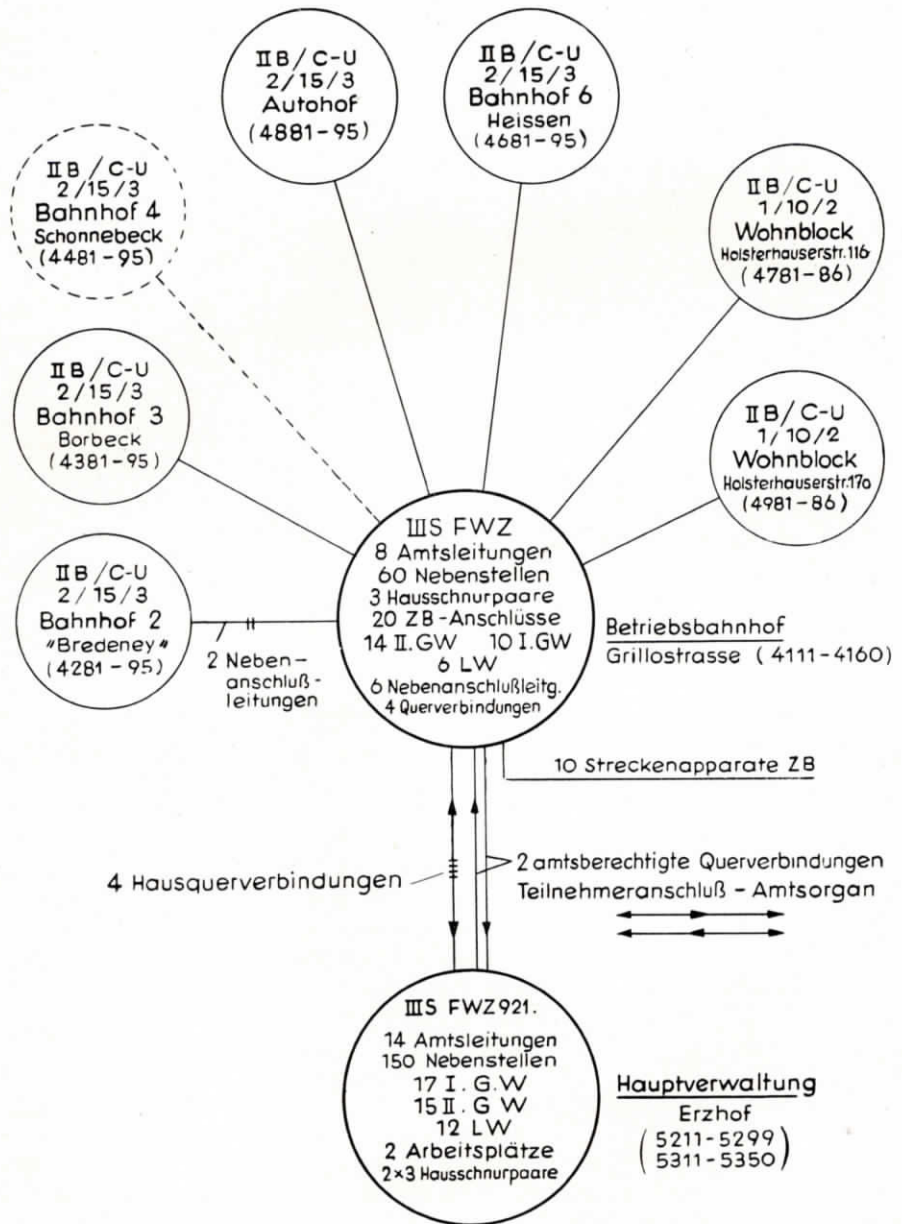 II B / C-U
2/15/3
Autohof
(4881-95)
II B / C-U
2/15/3
Bahnhof 6
Heissen
(4681-95)
II B / C-U
2/15/3
Bahnhof 4
Schonnebeck
(4481-95)
II B / C-U
1/10/2
Wohnblock
Holsterhauserstr. 116
(4781-86)
II B / C-U
2/15/3
Bahnhof 3
Borbeck
(4381-95)
II B / C-U
1/10/2
Wohnblock
Holsterhauserstr. 170
(4981-86)
II B / C-U
2/15/3
Bahnhof 2
"Bredeney"
(4281-95)
2 Neben-
anschluß-
leitungen
III S FWZ
8 Amtsleitungen
60 Nebenstellen
3 Hausschnurpaare
20 ZB-Anschlüsse
14 II. GW 10 I. GW
6 LW
6 Nebenanschlußleitg.
4 Querverbindungen
Betriebsbahnhof
Grillostrasse (4111-4160)
10 Streckenapparate ZB
4 Hausquerverbindungen
2 amtsberechtigte Querverbindungen
Teilnehmeranschluß - Amtsorgan
III S FWZ 921.
14 Amtsleitungen
150 Nebenstellen
17 I. G.W
15 II. G W
12 LW
2 Arbeitsplätze
2x3 Hausschnurpaare
Hauptverwaltung
Erzhof
(5211-5299
5311-5350)